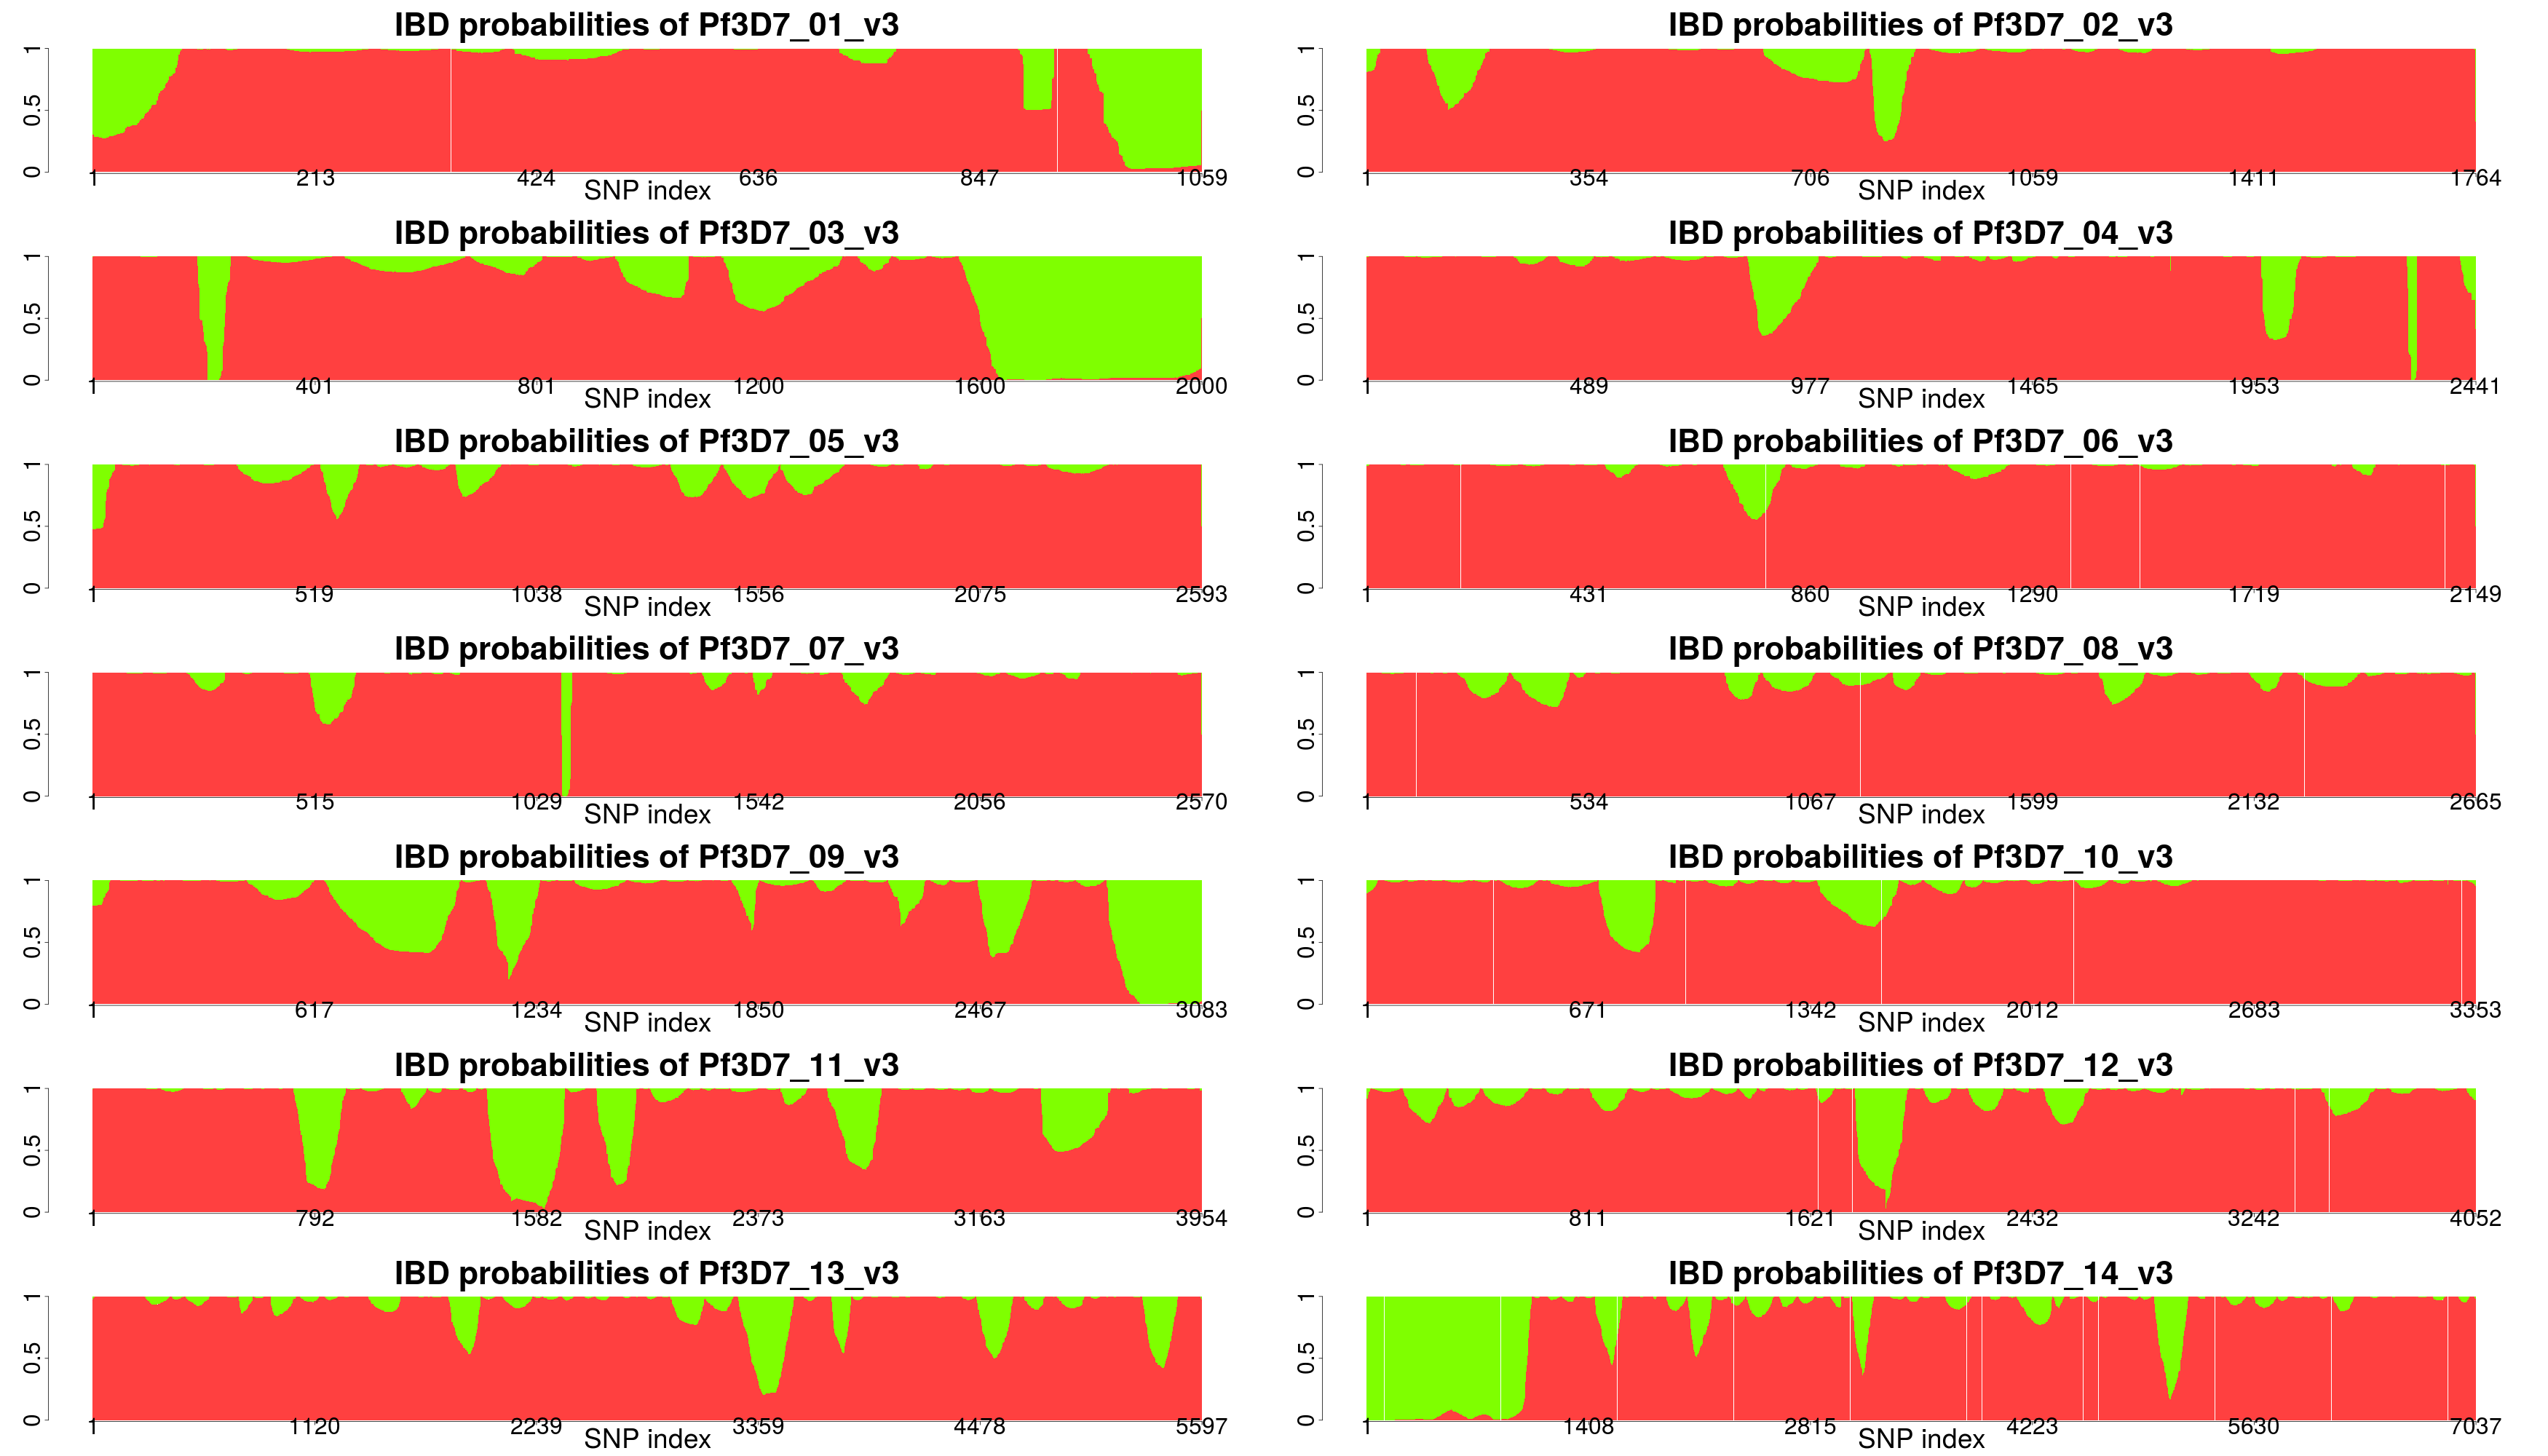 IBD probabilities of Pf3D7_01_v3
0 0.5 1
1 213 424 636 847 1059
SNP index
IBD probabilities of Pf3D7_02_v3
0 0.5 1
1 354 706 1059 1411 1764
SNP index
IBD probabilities of Pf3D7_03_v3
0 0.5 1
1 401 801 1200 1600 2000
SNP index
IBD probabilities of Pf3D7_04_v3
0 0.5 1
1 489 977 1465 1953 2441
SNP index
IBD probabilities of Pf3D7_05_v3
0 0.5 1
1 519 1038 1556 2075 2593
SNP index
IBD probabilities of Pf3D7_06_v3
0 0.5 1
1 431 860 1290 1719 2149
SNP index
IBD probabilities of Pf3D7_07_v3
0 0.5 1
1 515 1029 1542 2056 2570
SNP index
IBD probabilities of Pf3D7_08_v3
0 0.5 1
1 534 1067 1599 2132 2665
SNP index
IBD probabilities of Pf3D7_09_v3
0 0.5 1
1 617 1234 1850 2467 3083
SNP index
IBD probabilities of Pf3D7_10_v3
0 0.5 1
1 671 1342 2012 2683 3353
SNP index
IBD probabilities of Pf3D7_11_v3
0 0.5 1
1 792 1582 2373 3163 3954
SNP index
IBD probabilities of Pf3D7_12_v3
0 0.5 1
1 811 1621 2432 3242 4052
SNP index
IBD probabilities of Pf3D7_13_v3
0 0.5 1
1 1120 2239 3359 4478 5597
SNP index
IBD probabilities of Pf3D7_14_v3
0 0.5 1
1 1408 2815 4223 5630 7037
SNP index